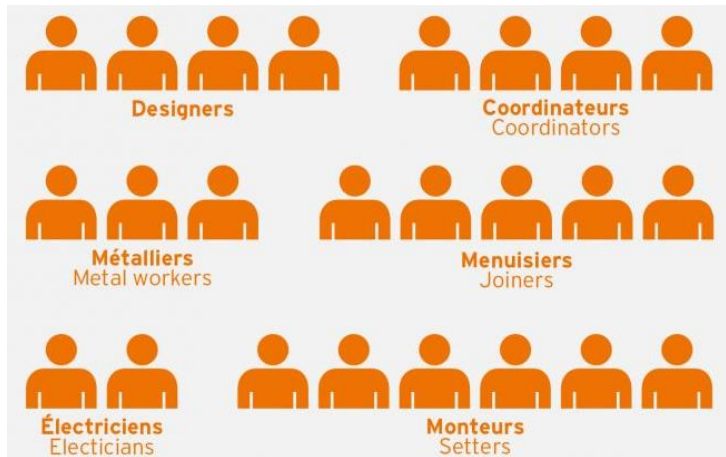 Designers
Coordinateurs
Coordinators
Métalliers
Metal workers
Menuisiers
Joiners
Électriciens
Electicians
Monteurs
Setters